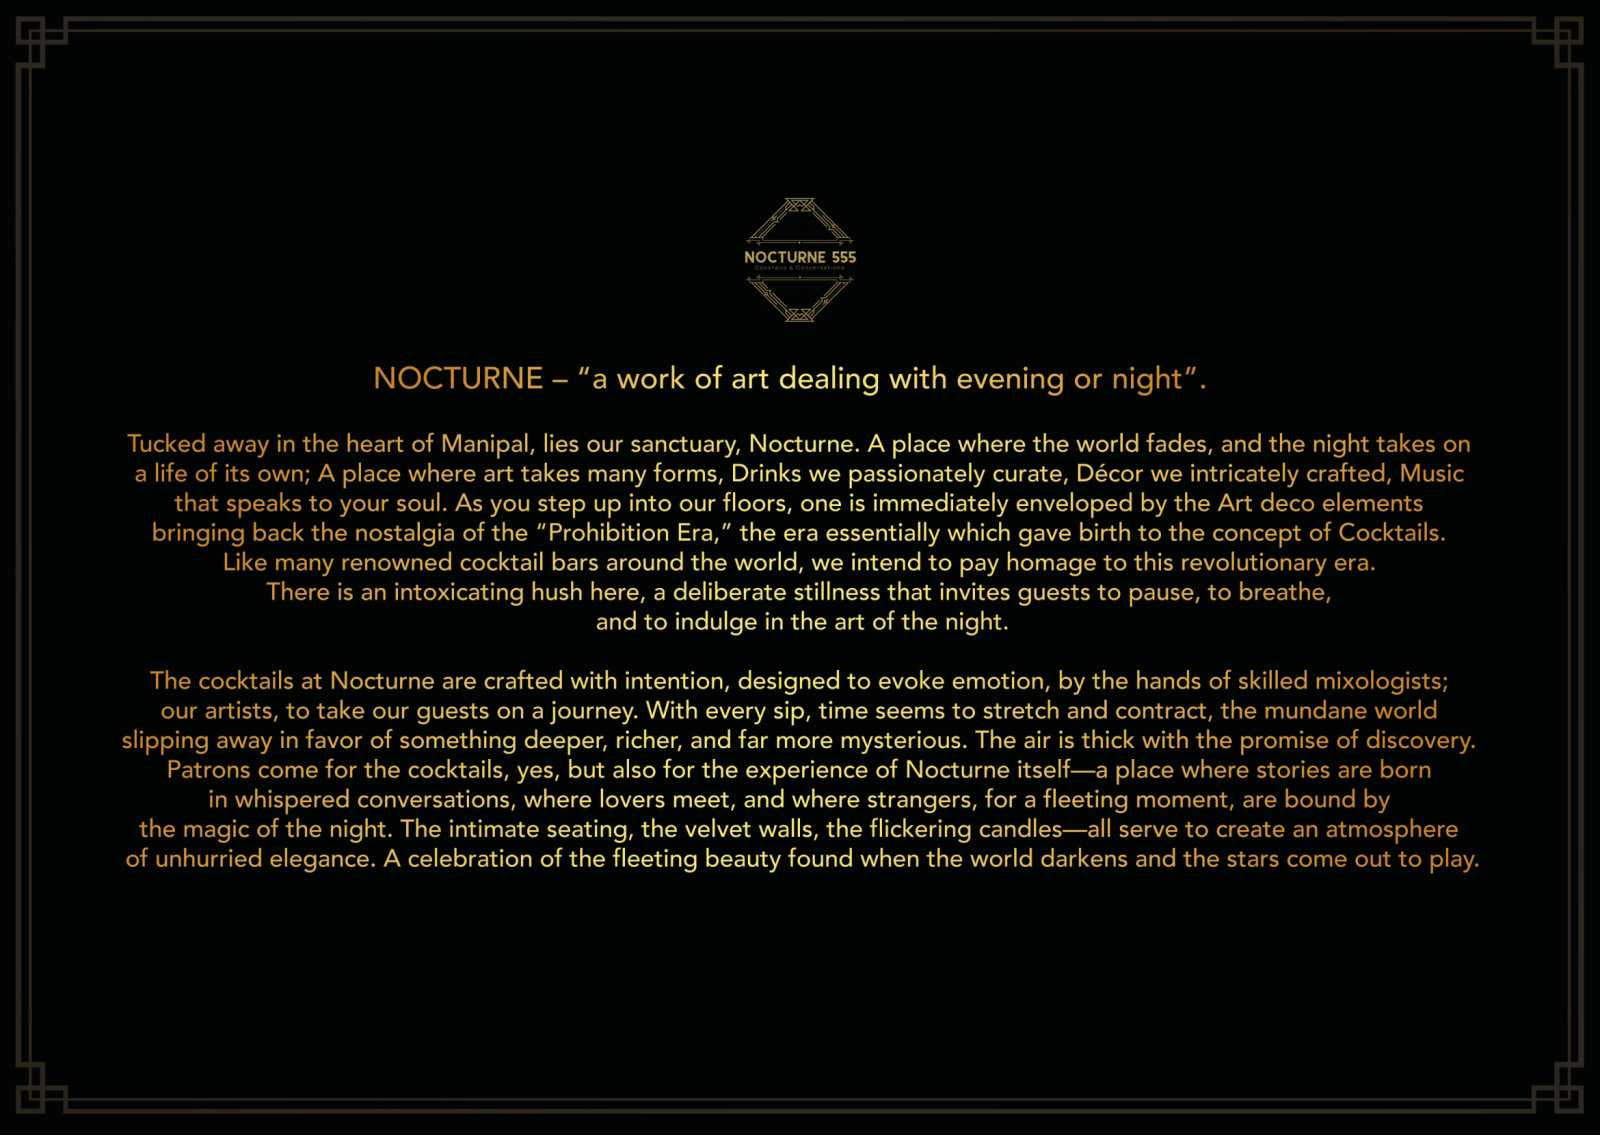 NOCTURNE 555
Cocktails & Conversations
NOCTURNE – “a work of art dealing with evening or night”.
Tucked away in the heart of Manipal, lies our sanctuary, Nocturne. A place where the world fades, and the night takes on
a life of its own; A place where art takes many forms, Drinks we passionately curate, Décor we intricately crafted, Music
that speaks to your soul. As you step up into our floors, one is immediately enveloped by the Art deco elements
bringing back the nostalgia of the “Prohibition Era,” the era essentially which gave birth to the concept of Cocktails.
Like many renowned cocktail bars around the world, we intend to pay homage to this revolutionary era.
There is an intoxicating hush here, a deliberate stillness that invites guests to pause, to breathe,
and to indulge in the art of the night.
The cocktails at Nocturne are crafted with intention, designed to evoke emotion, by the hands of skilled mixologists;
our artists, to take our guests on a journey. With every sip, time seems to stretch and contract, the mundane world
slipping away in favor of something deeper, richer, and far more mysterious. The air is thick with the promise of discovery.
Patrons come for the cocktails, yes, but also for the experience of Nocturne itself—a place where stories are born
in whispered conversations, where lovers meet, and where strangers, for a fleeting moment, are bound by
the magic of the night. The intimate seating, the velvet walls, the flickering candles—all serve to create an atmosphere
of unhurried elegance. A celebration of the fleeting beauty found when the world darkens and the stars come out to play.